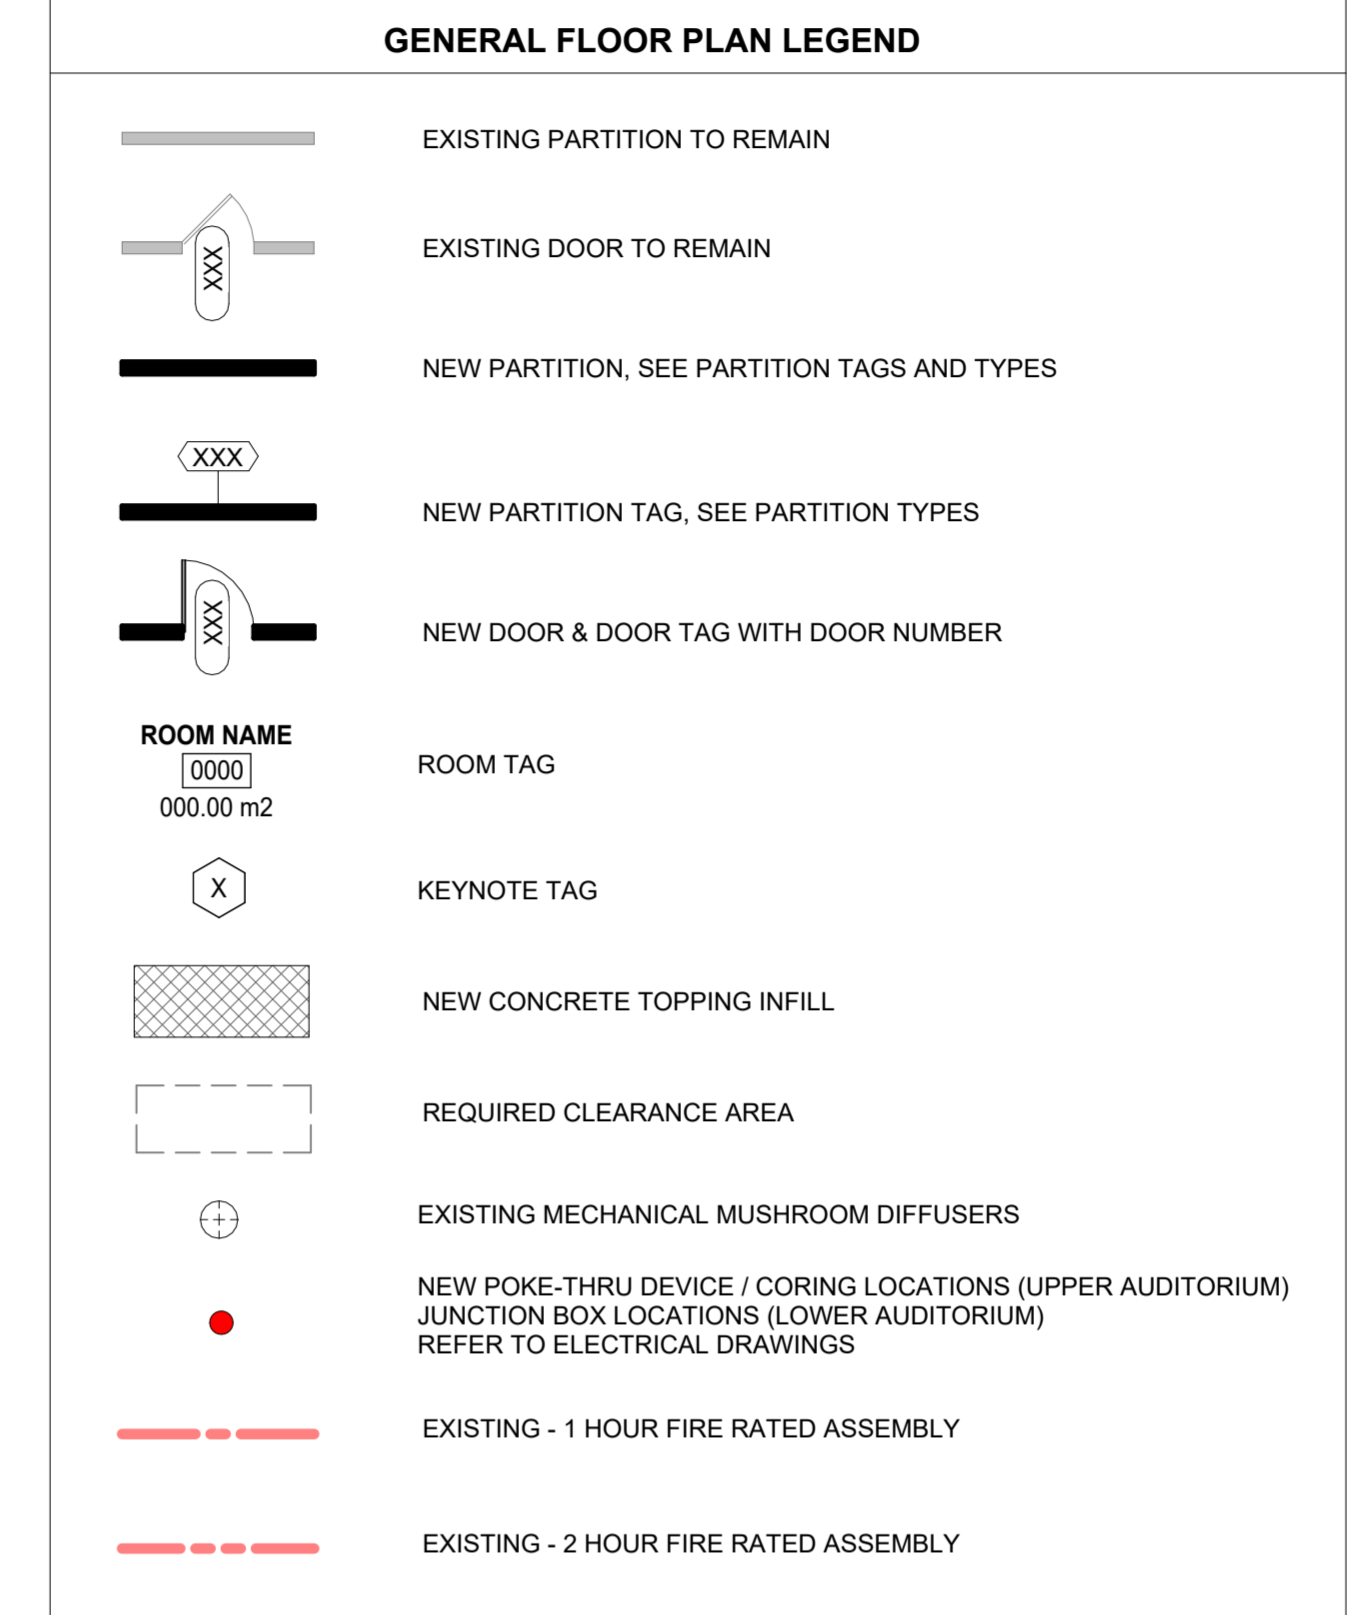 GENERAL FLOOR PLAN LEGEND
EXISTING PARTITION TO REMAIN
XXX
EXISTING DOOR TO REMAIN
NEW PARTITION, SEE PARTITION TAGS AND TYPES
XXX
NEW PARTITION TAG, SEE PARTITION TYPES
XXX
NEW DOOR & DOOR TAG WITH DOOR NUMBER
ROOM NAME
0000
000.00 m2
ROOM TAG
X
KEYNOTE TAG
NEW CONCRETE TOPPING INFILL
REQUIRED CLEARANCE AREA
EXISTING MECHANICAL MUSHROOM DIFFUSERS
NEW POKE-THRU DEVICE / CORING LOCATIONS (UPPER AUDITORIUM)
JUNCTION BOX LOCATIONS (LOWER AUDITORIUM)
REFER TO ELECTRICAL DRAWINGS
EXISTING - 1 HOUR FIRE RATED ASSEMBLY
EXISTING - 2 HOUR FIRE RATED ASSEMBLY